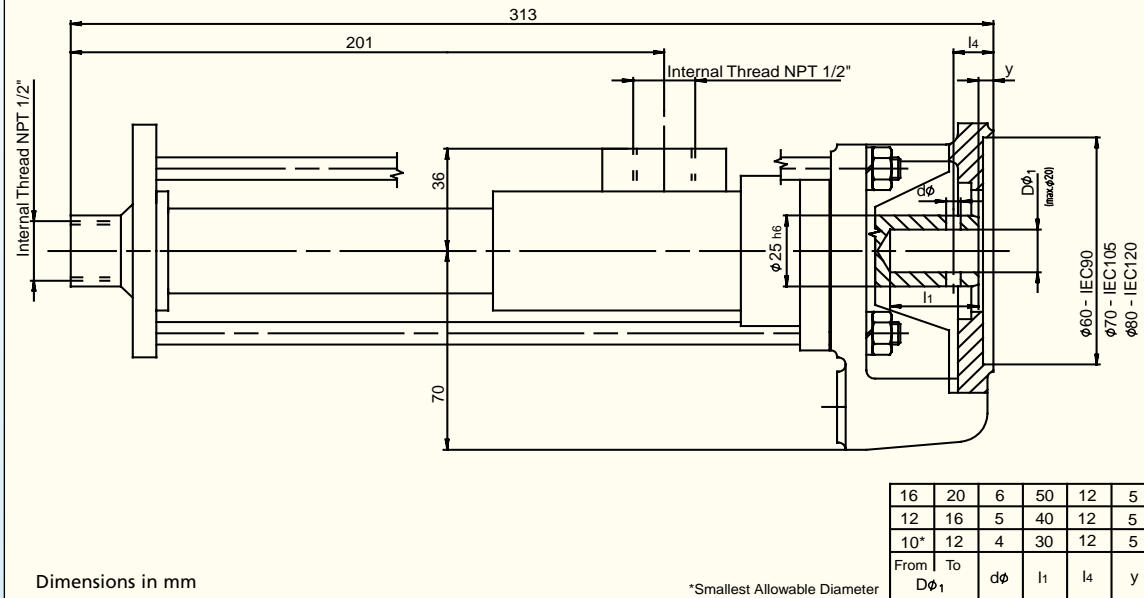 313
201
l4
y
Internal Thread NPT 1/2"
Internal Thread NPT 1/2"
36
70
dϕ
ϕ25 h6
l1
Dϕ1
(max.ϕ20)
ϕ60 - IEC90
ϕ70 - IEC105
ϕ80 - IEC120
16 20 6 50 12 5
12 16 5 40 12 5
10* 12 4 30 12 5
From To
Dϕ1 dϕ l1 l4 y
Dimensions in mm
*Smallest Allowable Diameter